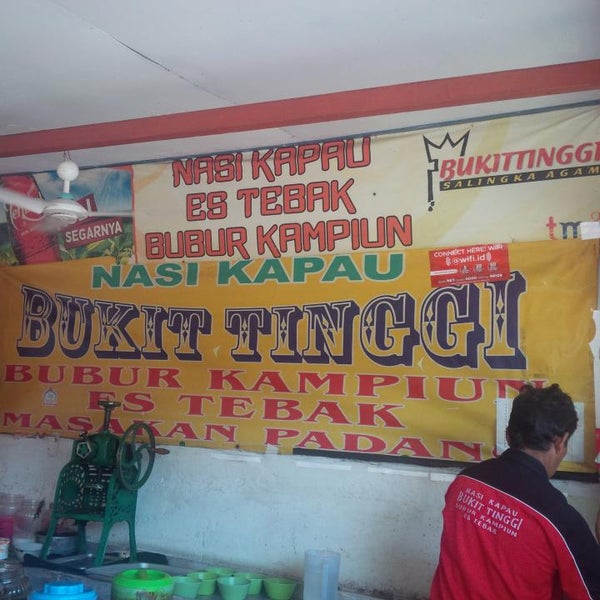 NASI KAPAU
ES TEBAK
BUBUR KAMPIUN
BUKITTINGGI
SALINGKA AGAM
SEGARNYA
CONNECT HERE! WiFi
@wifi.id
NASI KAPAU
BUKIT TINGGI
BUBUR KAMPIUN
ES TEBAK
MASAKAN PADANG
NASI KAPAU
BUKIT TINGGI
BUBUR KAMPIUN
ES TEBAK